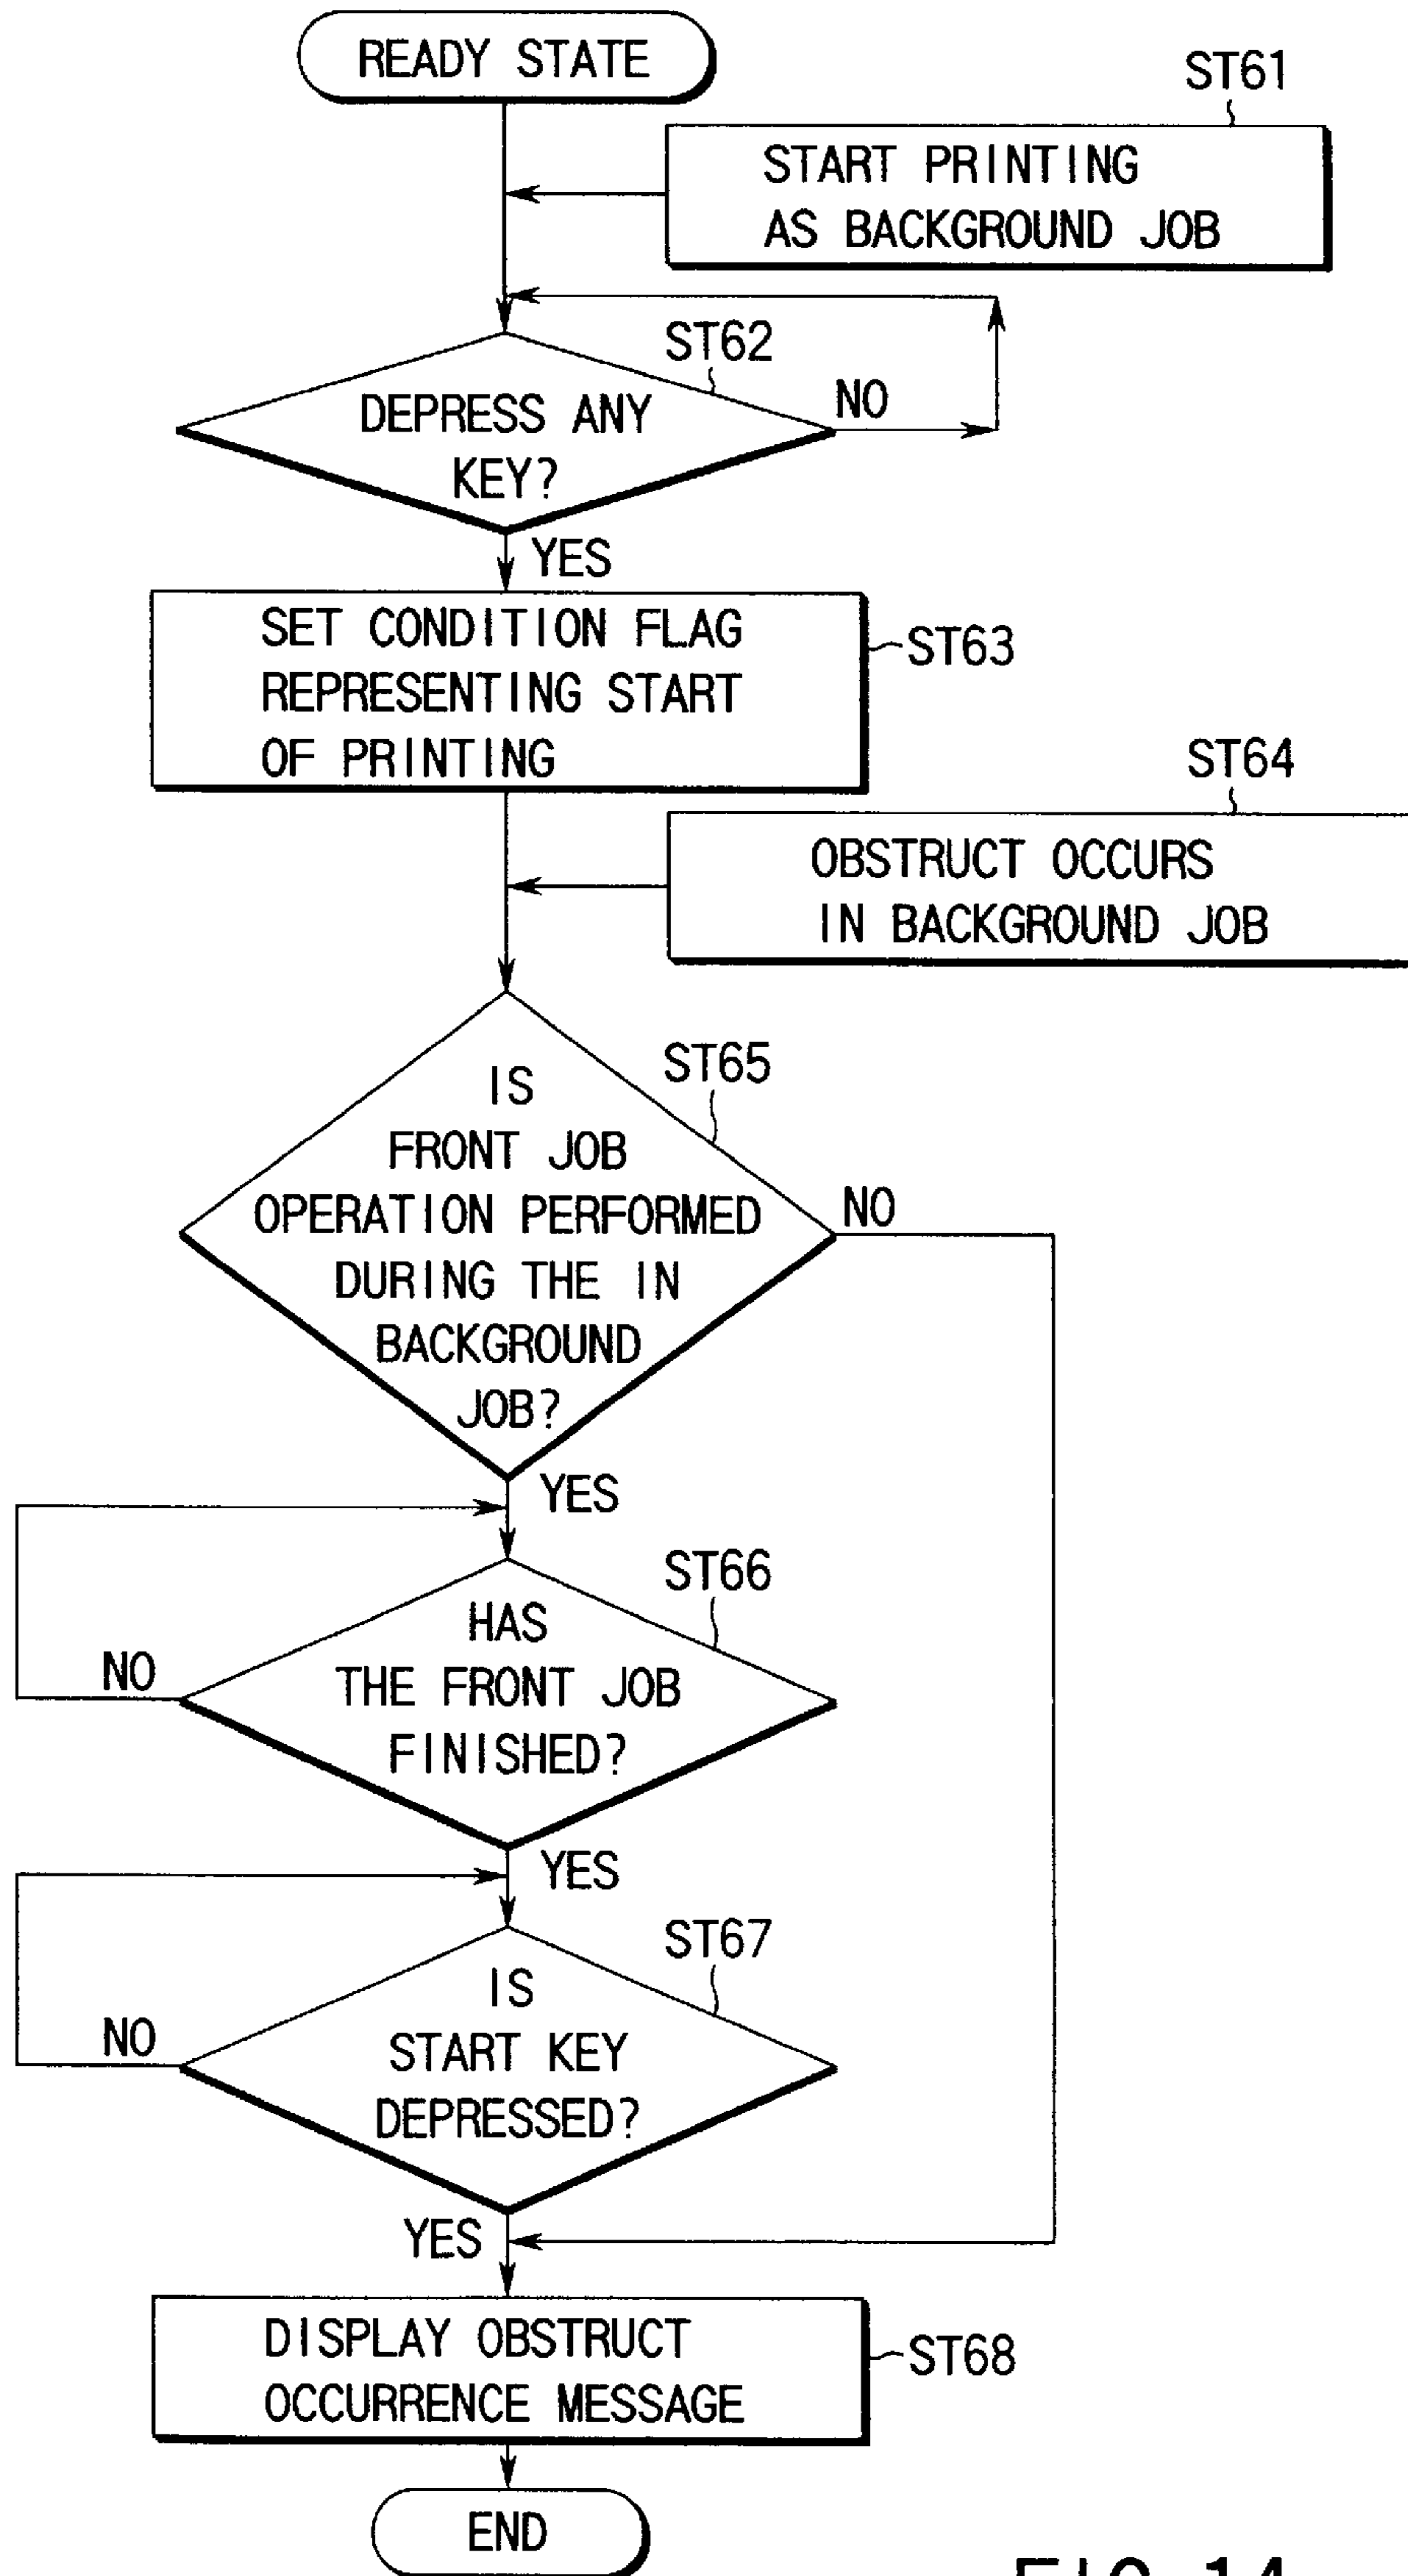 READY STATE
ST61
START PRINTING
AS BACKGROUND JOB
ST62
DEPRESS ANY
KEY?
NO
YES
SET CONDITION FLAG
REPRESENTING START
OF PRINTING
ST63
ST64
OBSTRUCT OCCURS
IN BACKGROUND JOB
ST65
IS
FRONT JOB
OPERATION PERFORMED
DURING THE IN
BACKGROUND
JOB?
NO
YES
ST66
HAS
THE FRONT JOB
FINISHED?
NO
YES
ST67
IS
START KEY
DEPRESSED?
NO
YES
DISPLAY OBSTRUCT
OCCURRENCE MESSAGE
ST68
END
FIG.14